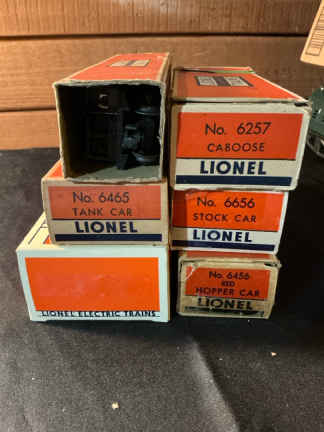 No. 6257
CABOOSE
LIONEL
No. 6465
TANK CAR
LIONEL
No. 6656
STOCK CAR
LIONEL
No. 6456
RED
HOPPER CAR
LIONEL
LIONEL ELECTRIC TRAINS